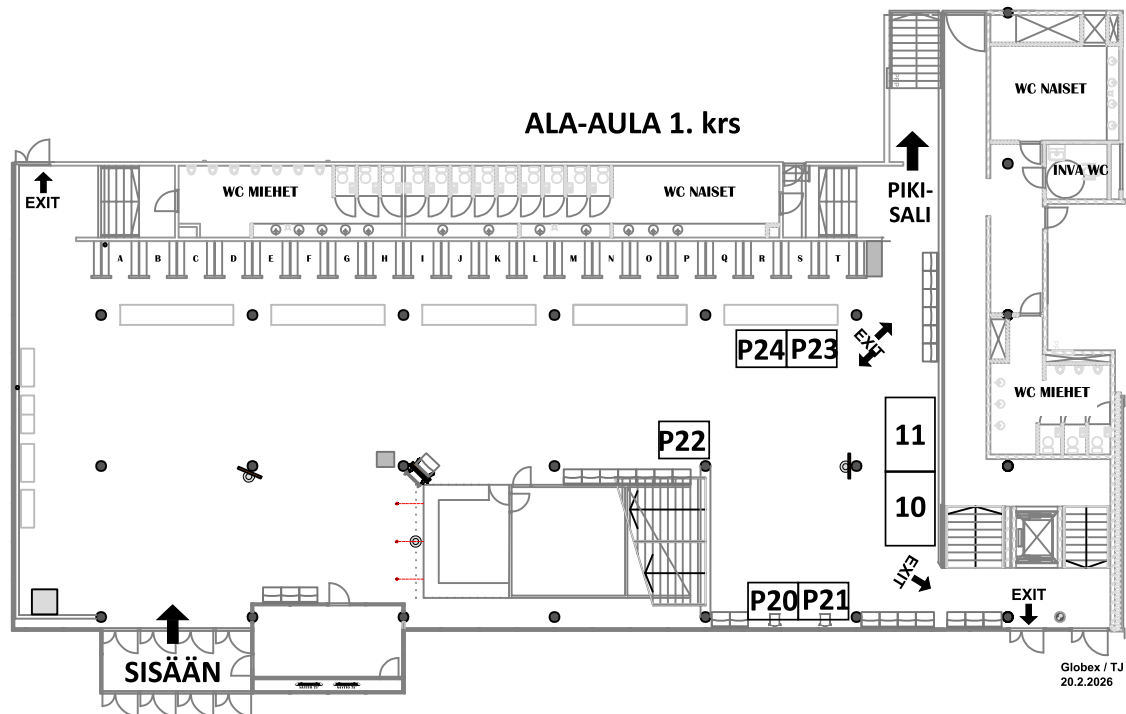 ALA-AULA 1. krs
WC NAISET
INVA WC
PIKI-
SALI
EXIT
WC MIEHET
WC NAISET
A B C D E F G H I J K L M N O P Q R S T
P24 P23
EXIT
WC MIEHET
11
P22
10
EXIT
P20 P21
EXIT
SISÄÄN
Globex / TJ
20.2.2026